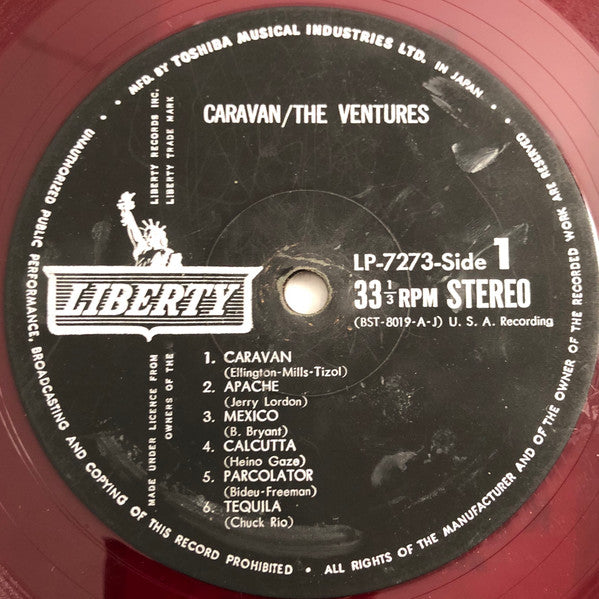 MFD. BY TOSHIBA MUSICAL INDUSTRIES LTD. IN JAPAN.
CARAVAN/THE VENTURES
LIBERTY RECORDS INC.
LIBERTY TRADE MARK
LIBERTY
LP-7273-Side 1
33 1/3 RPM STEREO
(BST-8019-A-J) U. S. A. Recording
MADE UNDER LICENCE FROM
OWNERS OF THE
1. CARAVAN
(Ellington-Mills-Tizol)
2. APACHE
(Jerry Lordon)
3. MEXICO
(B. Bryant)
4. CALCUTTA
(Heino Gaze)
5. PARCOLATOR
(Bideu-Freeman)
6. TEQUILA
(Chuck Rio)
UNAUTHORIZED PUBLIC PERFORMANCE, BROADCASTING AND COPYING OF THIS RECORD PROHIBITED • ALL RIGHTS OF THE MANUFACTURER AND OF THE OWNER OF THE RECORDED WORK ARE RESERVED